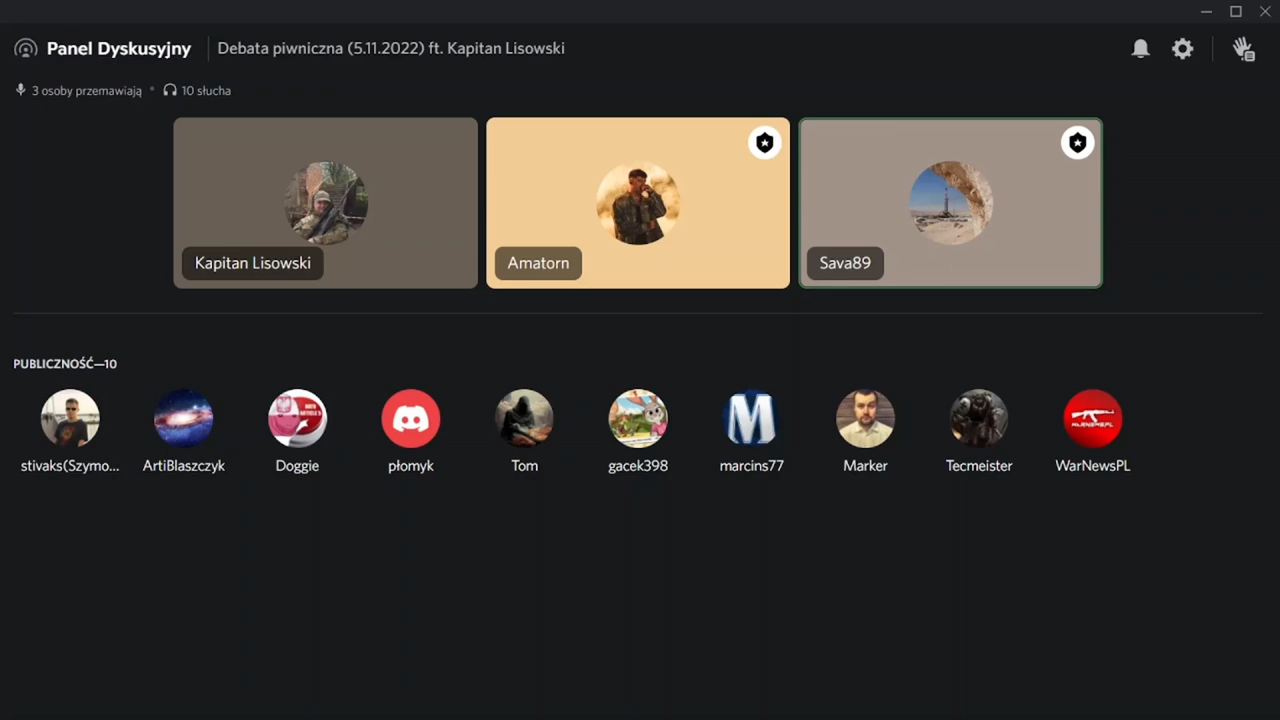 Panel Dyskusyjny
Debata piwniczna (5.11.2022) ft. Kapitan Lisowski
3 osoby przemawiają • 10 słucha
Kapitan Lisowski
Amatorn
Sava89
PUBLICZNOŚĆ—10
stivaks(Szymo...
ArtiBlaszczyk
Doggie
płomyk
Tom
gacek398
M
marcins77
Marker
Tecmeister
WarNewsPL